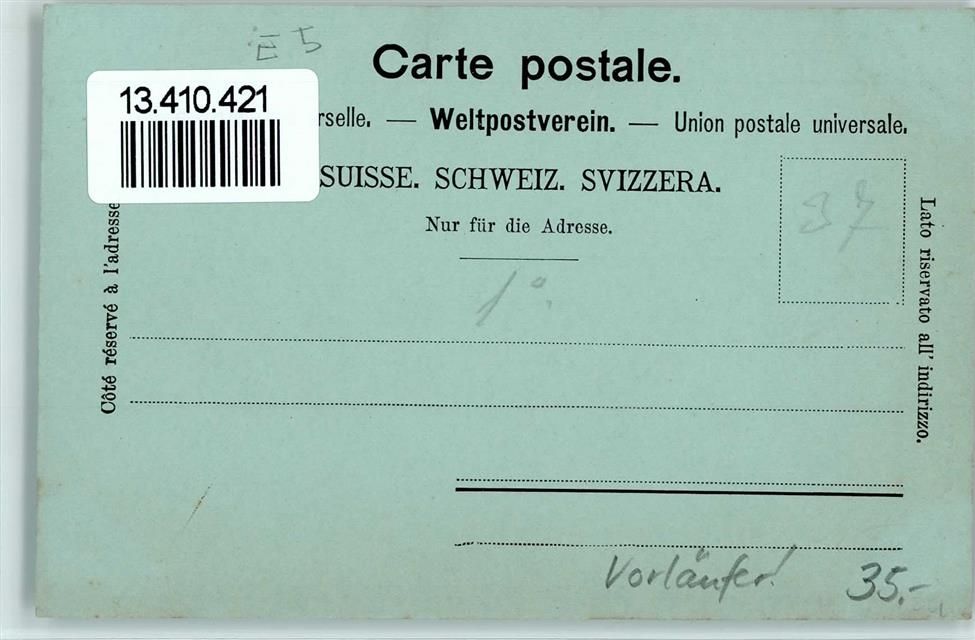 E 5
Carte postale.
13.410.421
rselle. — Weltpostverein. — Union postale universale.
SUISSE. SCHWEIZ. SVIZZERA.
Nur für die Adresse.
37
1°
Côté réservé à l'adresse
Lato riservato all' indirizzo.
Vorläufer!
35.-